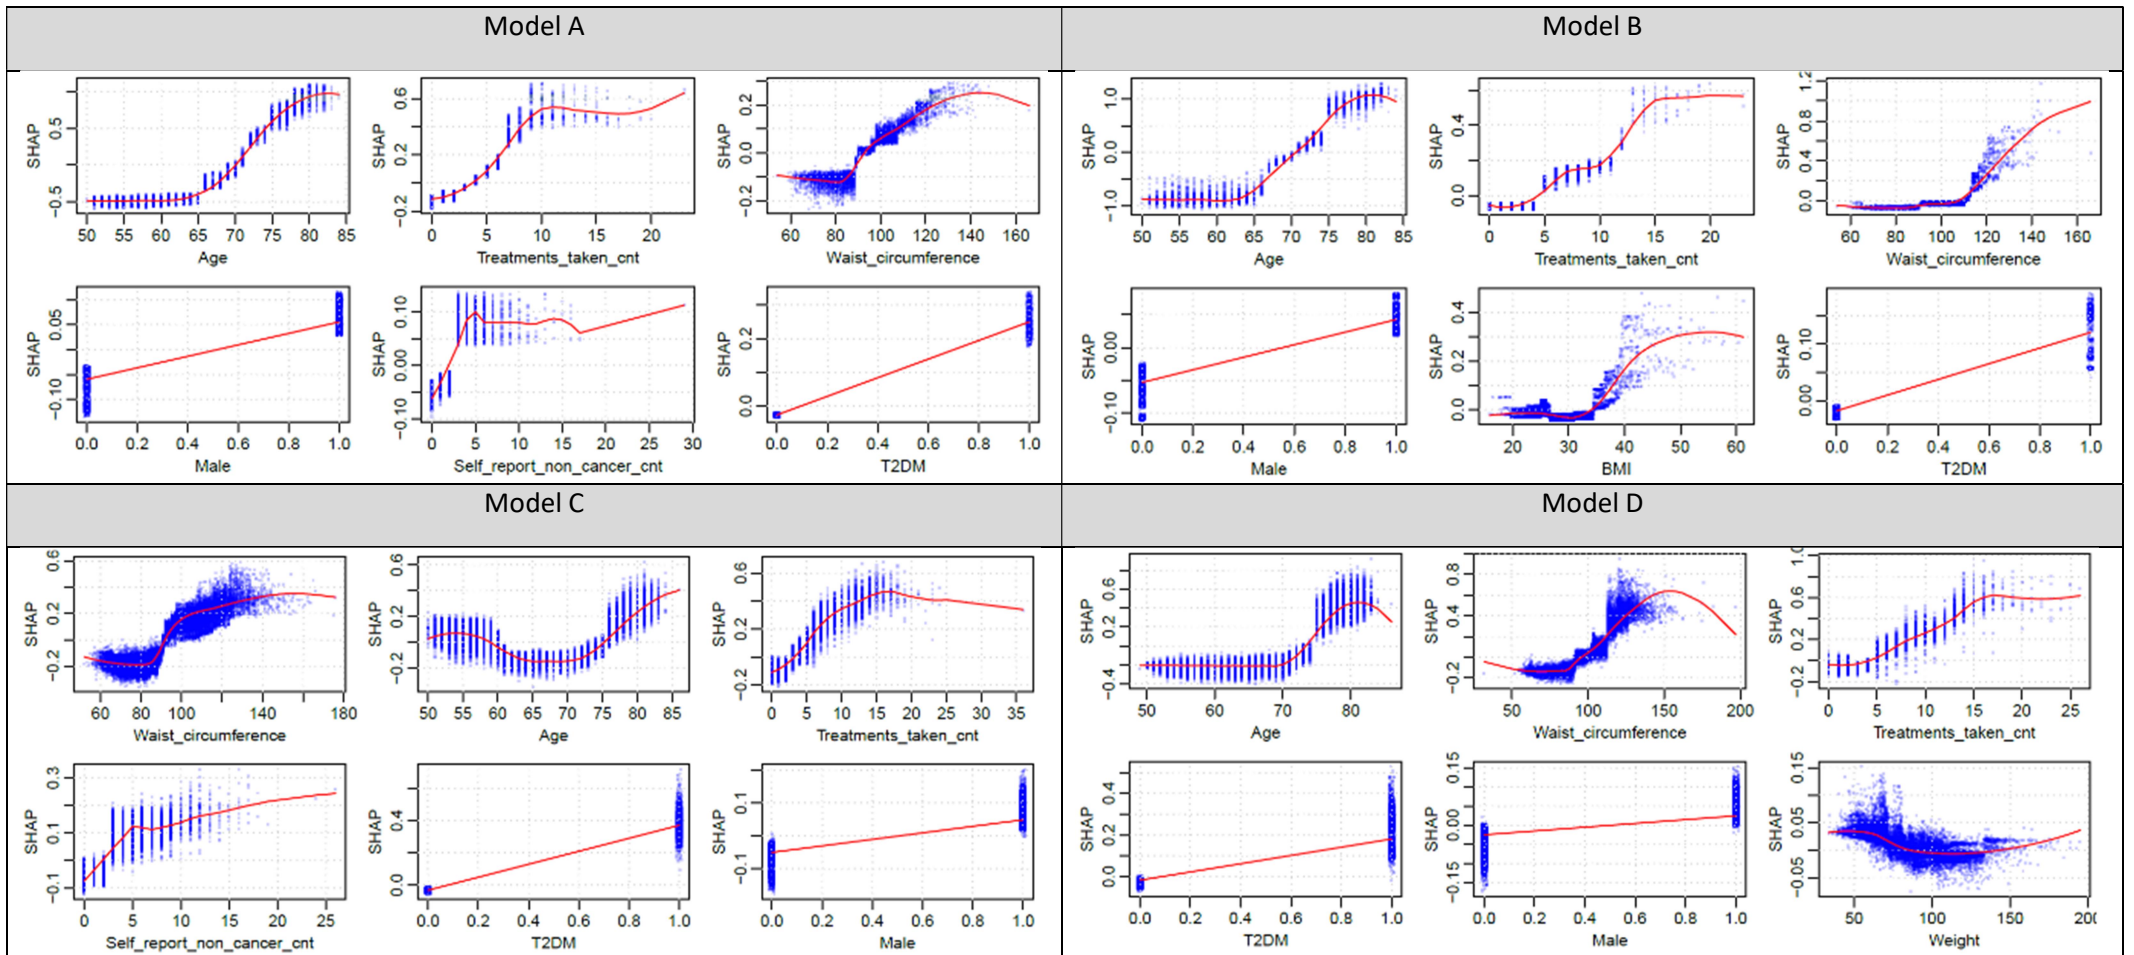 Model A
Model B
SHAP
0.5
-0.5
50 55 60 65 70 75 80 85
Age
SHAP
0.6
0.2
-0.2
0 5 10 15 20
Treatments_taken_cnt
SHAP
0.2
0.0
-0.2
60 80 100 120 140 160
Waist_circumference
SHAP
1.0
0.0
-1.0
50 55 60 65 70 75 80 85
Age
SHAP
0.4
0.0
0 5 10 15 20
Treatments_taken_cnt
SHAP
1.2
0.8
0.4
0.0
60 80 100 120 140 160
Waist_circumference
SHAP
0.05
-0.10
0.0 0.2 0.4 0.6 0.8 1.0
Male
SHAP
0.10
0.00
-0.10
0 5 10 15 20 25 30
Self_report_non_cancer_cnt
SHAP
0.2
0.0
0.0 0.2 0.4 0.6 0.8 1.0
T2DM
SHAP
0.00
-0.10
0.0 0.2 0.4 0.6 0.8 1.0
Male
SHAP
0.4
0.2
0.0
20 30 40 50 60
BMI
SHAP
0.10
0.00
0.0 0.2 0.4 0.6 0.8 1.0
T2DM
Model C
Model D
SHAP
0.6
0.2
-0.2
60 80 100 140 180
Waist_circumference
SHAP
0.6
0.2
-0.2
50 55 60 65 70 75 80 85
Age
SHAP
0.6
0.2
-0.2
0 5 10 15 20 25 30 35
Treatments_taken_cnt
SHAP
0.6
0.2
-0.4
50 60 70 80
Age
SHAP
0.8
0.4
-0.2
50 100 150 200
Waist_circumference
SHAP
1.0
0.6
0.2
-0.2
0 5 10 15 20 25
Treatments_taken_cnt
SHAP
0.3
0.1
-0.1
0 5 10 15 20 25
Self_report_non_cancer_cnt
SHAP
0.4
0.0
0.0 0.2 0.4 0.6 0.8 1.0
T2DM
SHAP
0.1
-0.1
0.0 0.2 0.4 0.6 0.8 1.0
Male
SHAP
0.4
0.2
0.0
0.0 0.2 0.4 0.6 0.8 1.0
T2DM
SHAP
0.15
0.00
-0.15
0.0 0.2 0.4 0.6 0.8 1.0
Male
SHAP
0.15
0.05
-0.05
50 100 150 200
Weight